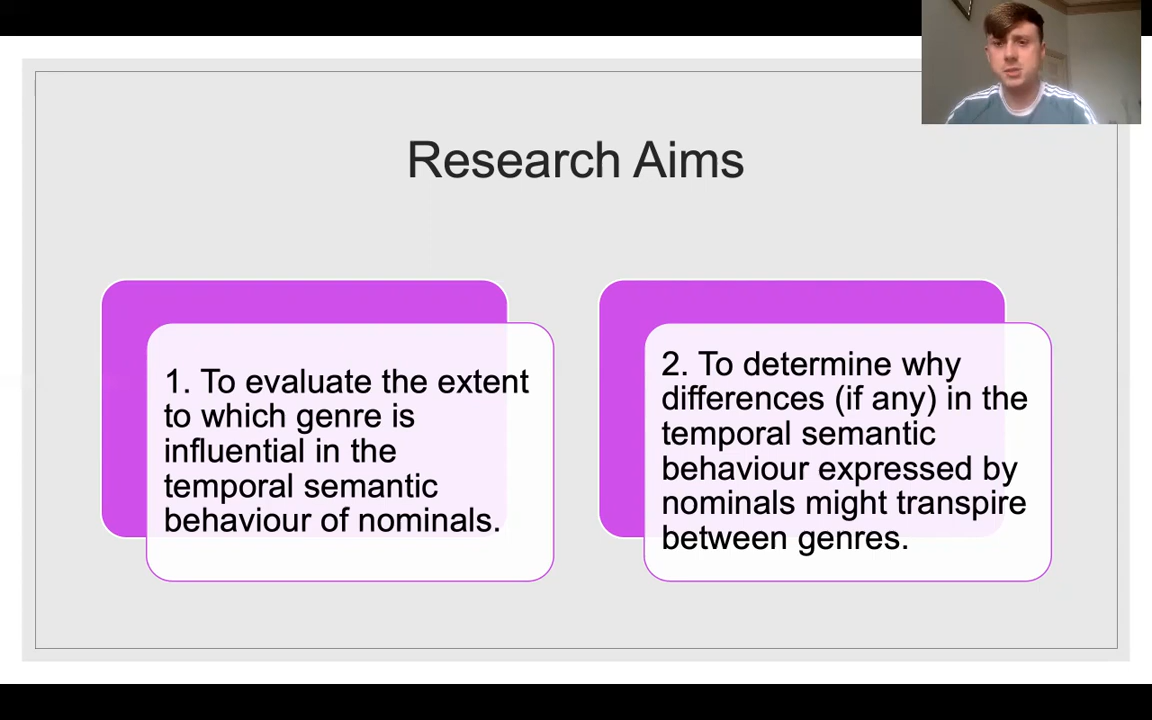 Research Aims
1. To evaluate the extent
to which genre is
influential in the
temporal semantic
behaviour of nominals.
2. To determine why
differences (if any) in the
temporal semantic
behaviour expressed by
nominals might transpire
between genres.